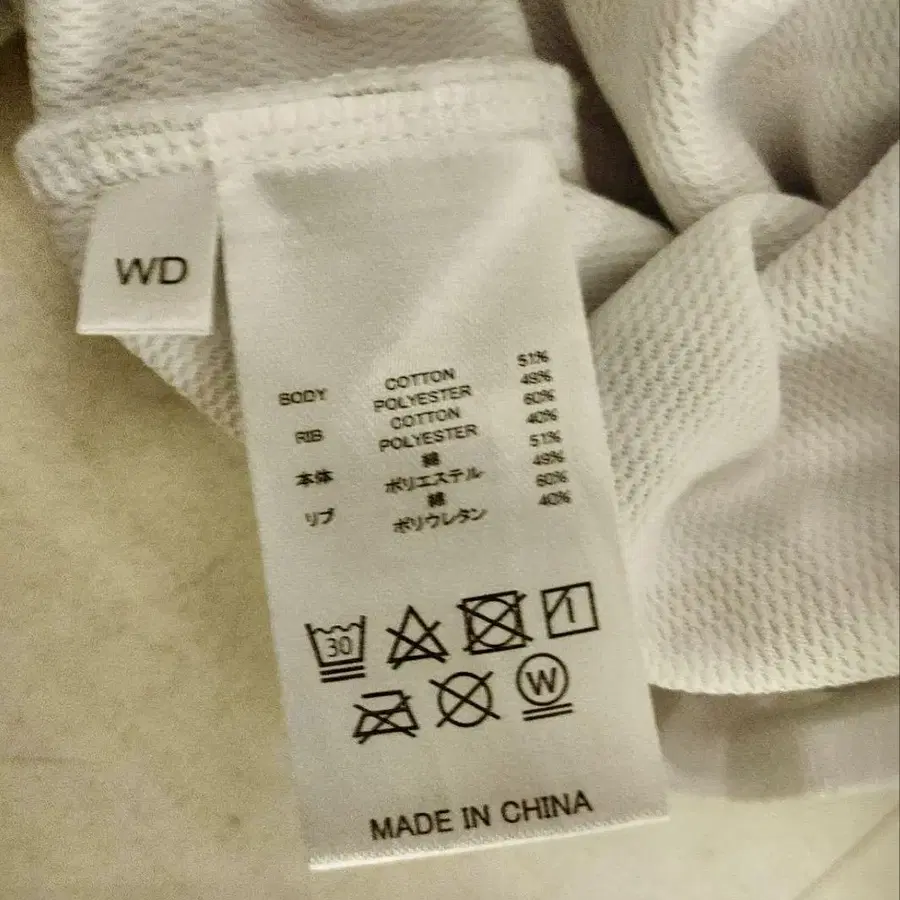 WD
BODY COTTON 51%
POLYESTER 49%
RIB COTTON 60%
POLYESTER 40%
本体 綿 51%
ポリエステル 49%
リブ 綿 60%
ポリウレタン 40%
30
W
MADE IN CHINA